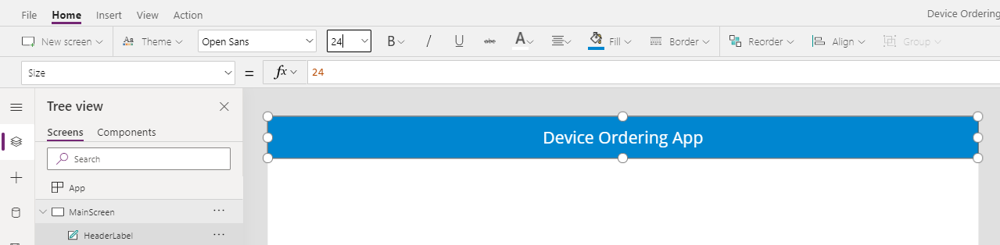 File Home Insert View Action Device Ordering
New screen Theme Open Sans 24 B / U abc A Fill Border Reorder Align Group
Size = fx 24
Tree view
Screens Components
Search
App
MainScreen ...
HeaderLabel ...
Device Ordering App